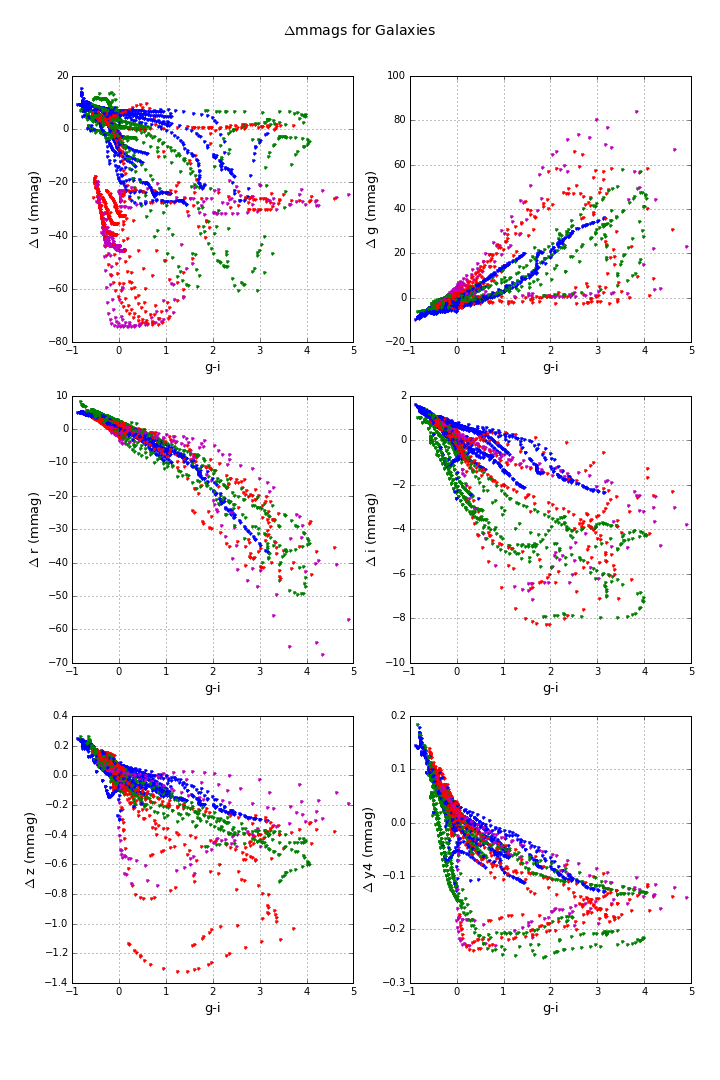 Δmmags for Galaxies
20
0
−20
−40
−60
−80
Δ u (mmag)
−1 0 1 2 3 4 5
g-i
100
80
60
40
20
0
−20
Δ g (mmag)
−1 0 1 2 3 4 5
g-i
10
0
−10
−20
−30
−40
−50
−60
−70
Δ r (mmag)
−1 0 1 2 3 4 5
g-i
2
0
−2
−4
−6
−8
−10
Δ i (mmag)
−1 0 1 2 3 4 5
g-i
0.4
0.2
0.0
−0.2
−0.4
−0.6
−0.8
−1.0
−1.2
−1.4
Δ z (mmag)
−1 0 1 2 3 4 5
g-i
0.2
0.1
0.0
−0.1
−0.2
−0.3
Δ y4 (mmag)
−1 0 1 2 3 4 5
g-i